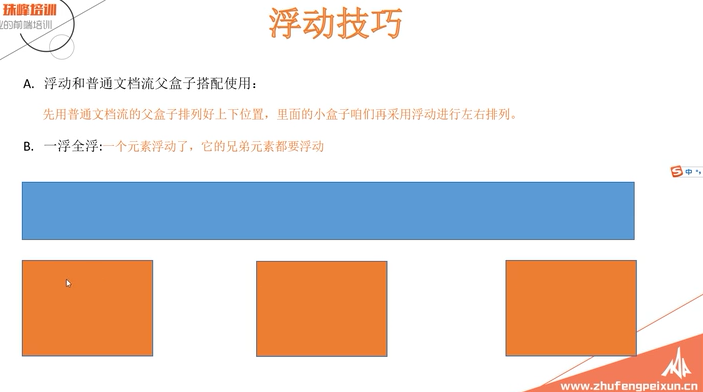 珠峰培训
业的前端培训
浮动技巧
A. 浮动和普通文档流父盒子搭配使用：
先用普通文档流的父盒子排列好上下位置，里面的小盒子咱们再采用浮动进行左右排列。
B. 一浮全浮:一个元素浮动了，它的兄弟元素都要浮动
S 中
www.zhufengpeixun.cn